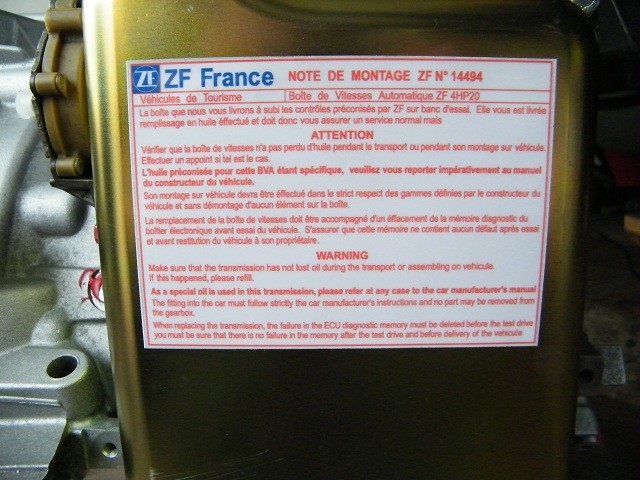 ZF ZF France NOTE DE MONTAGE ZF N° 14494
Véhicules de Tourisme Boîte de Vitesses Automatique ZF 4HP20
La boîte que nous vous livrons à subi les contrôles préconisés par ZF sur banc d'essai. Elle vous est livrée
remplissage en huile éffectué et doit donc vous assurer un service normal mais
ATTENTION
Vérifier que la boîte de vitesses n'a pas perdu d'huile pendant le transport ou pendant son montage sur véhicule.
Effectuer un appoint si tel est le cas.
L'huile préconisée pour cette BVA étant spécifique, veuillez vous reporter impérativement au manuel
du constructeur du véhicule.
Son montage sur véhicule devra être éffectué dans le strict respect des gammes définies par le constructeur du
véhicule et sans démontage d'aucun élément sur la boîte.
La remplacement de la boîte de vitesses doit être accompagné d'un éffacement de la mémoire diagnostic du
boîtier électronique avant essai du véhicule. S'assurer que cette mémoire ne contient aucun défaut après essai
et avant restitution du véhicule à son propriétaire.
WARNING
Make sure that the transmission has not lost oil during the transport or assembling on vehicule.
If this happened, please refill.
As a special oil is used in this transmission, please refer at any case to the car manufacturer's manual
The fitting into the car must follow strictly the car manufacturer's instructions and no part may be removed from
the gearbox.
When replacing the transmission, the failure in the ECU diagnostic memory must be deleted before the test drive
you must be sure that there is no failure in the memory after the test drive and before delivery of the vehicule